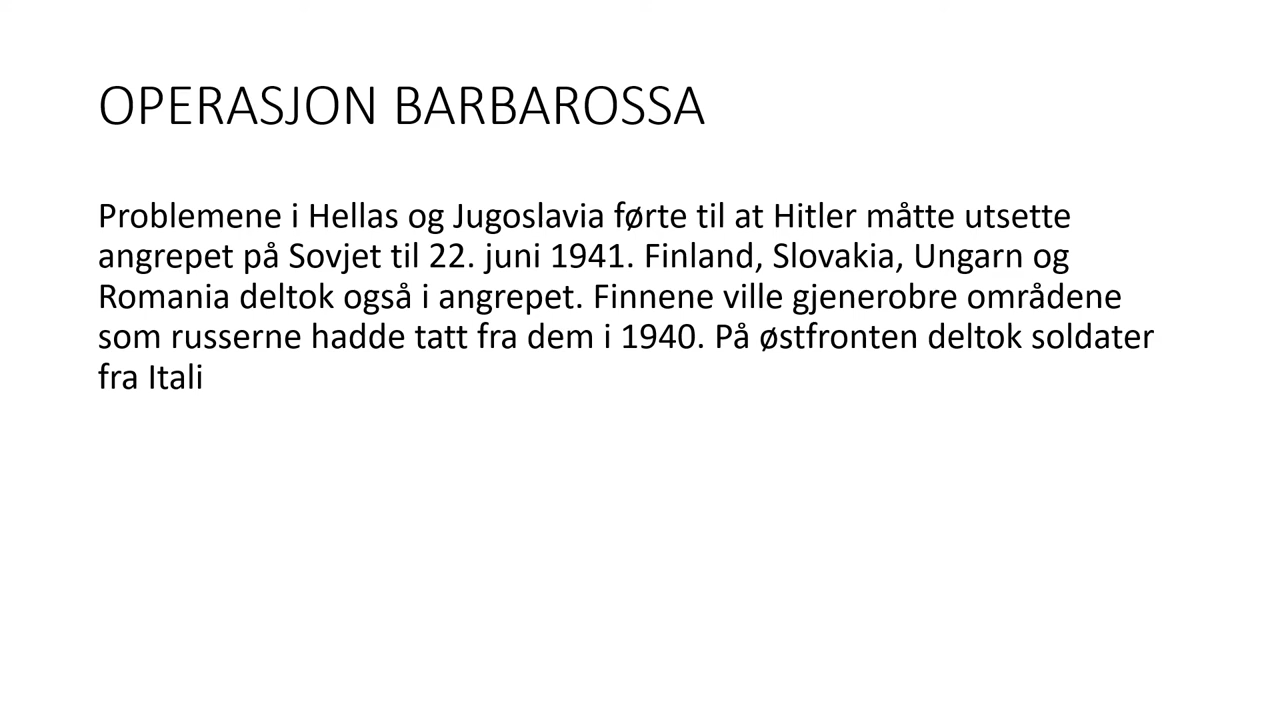 OPERASJON BARBAROSSA
Problemene i Hellas og Jugoslavia førte til at Hitler måtte utsette
angrepet på Sovjet til 22. juni 1941. Finland, Slovakia, Ungarn og
Romania deltok også i angrepet. Finnene ville gjenerobre områdene
som russerne hadde tatt fra dem i 1940. På østfronten deltok soldater
fra Itali